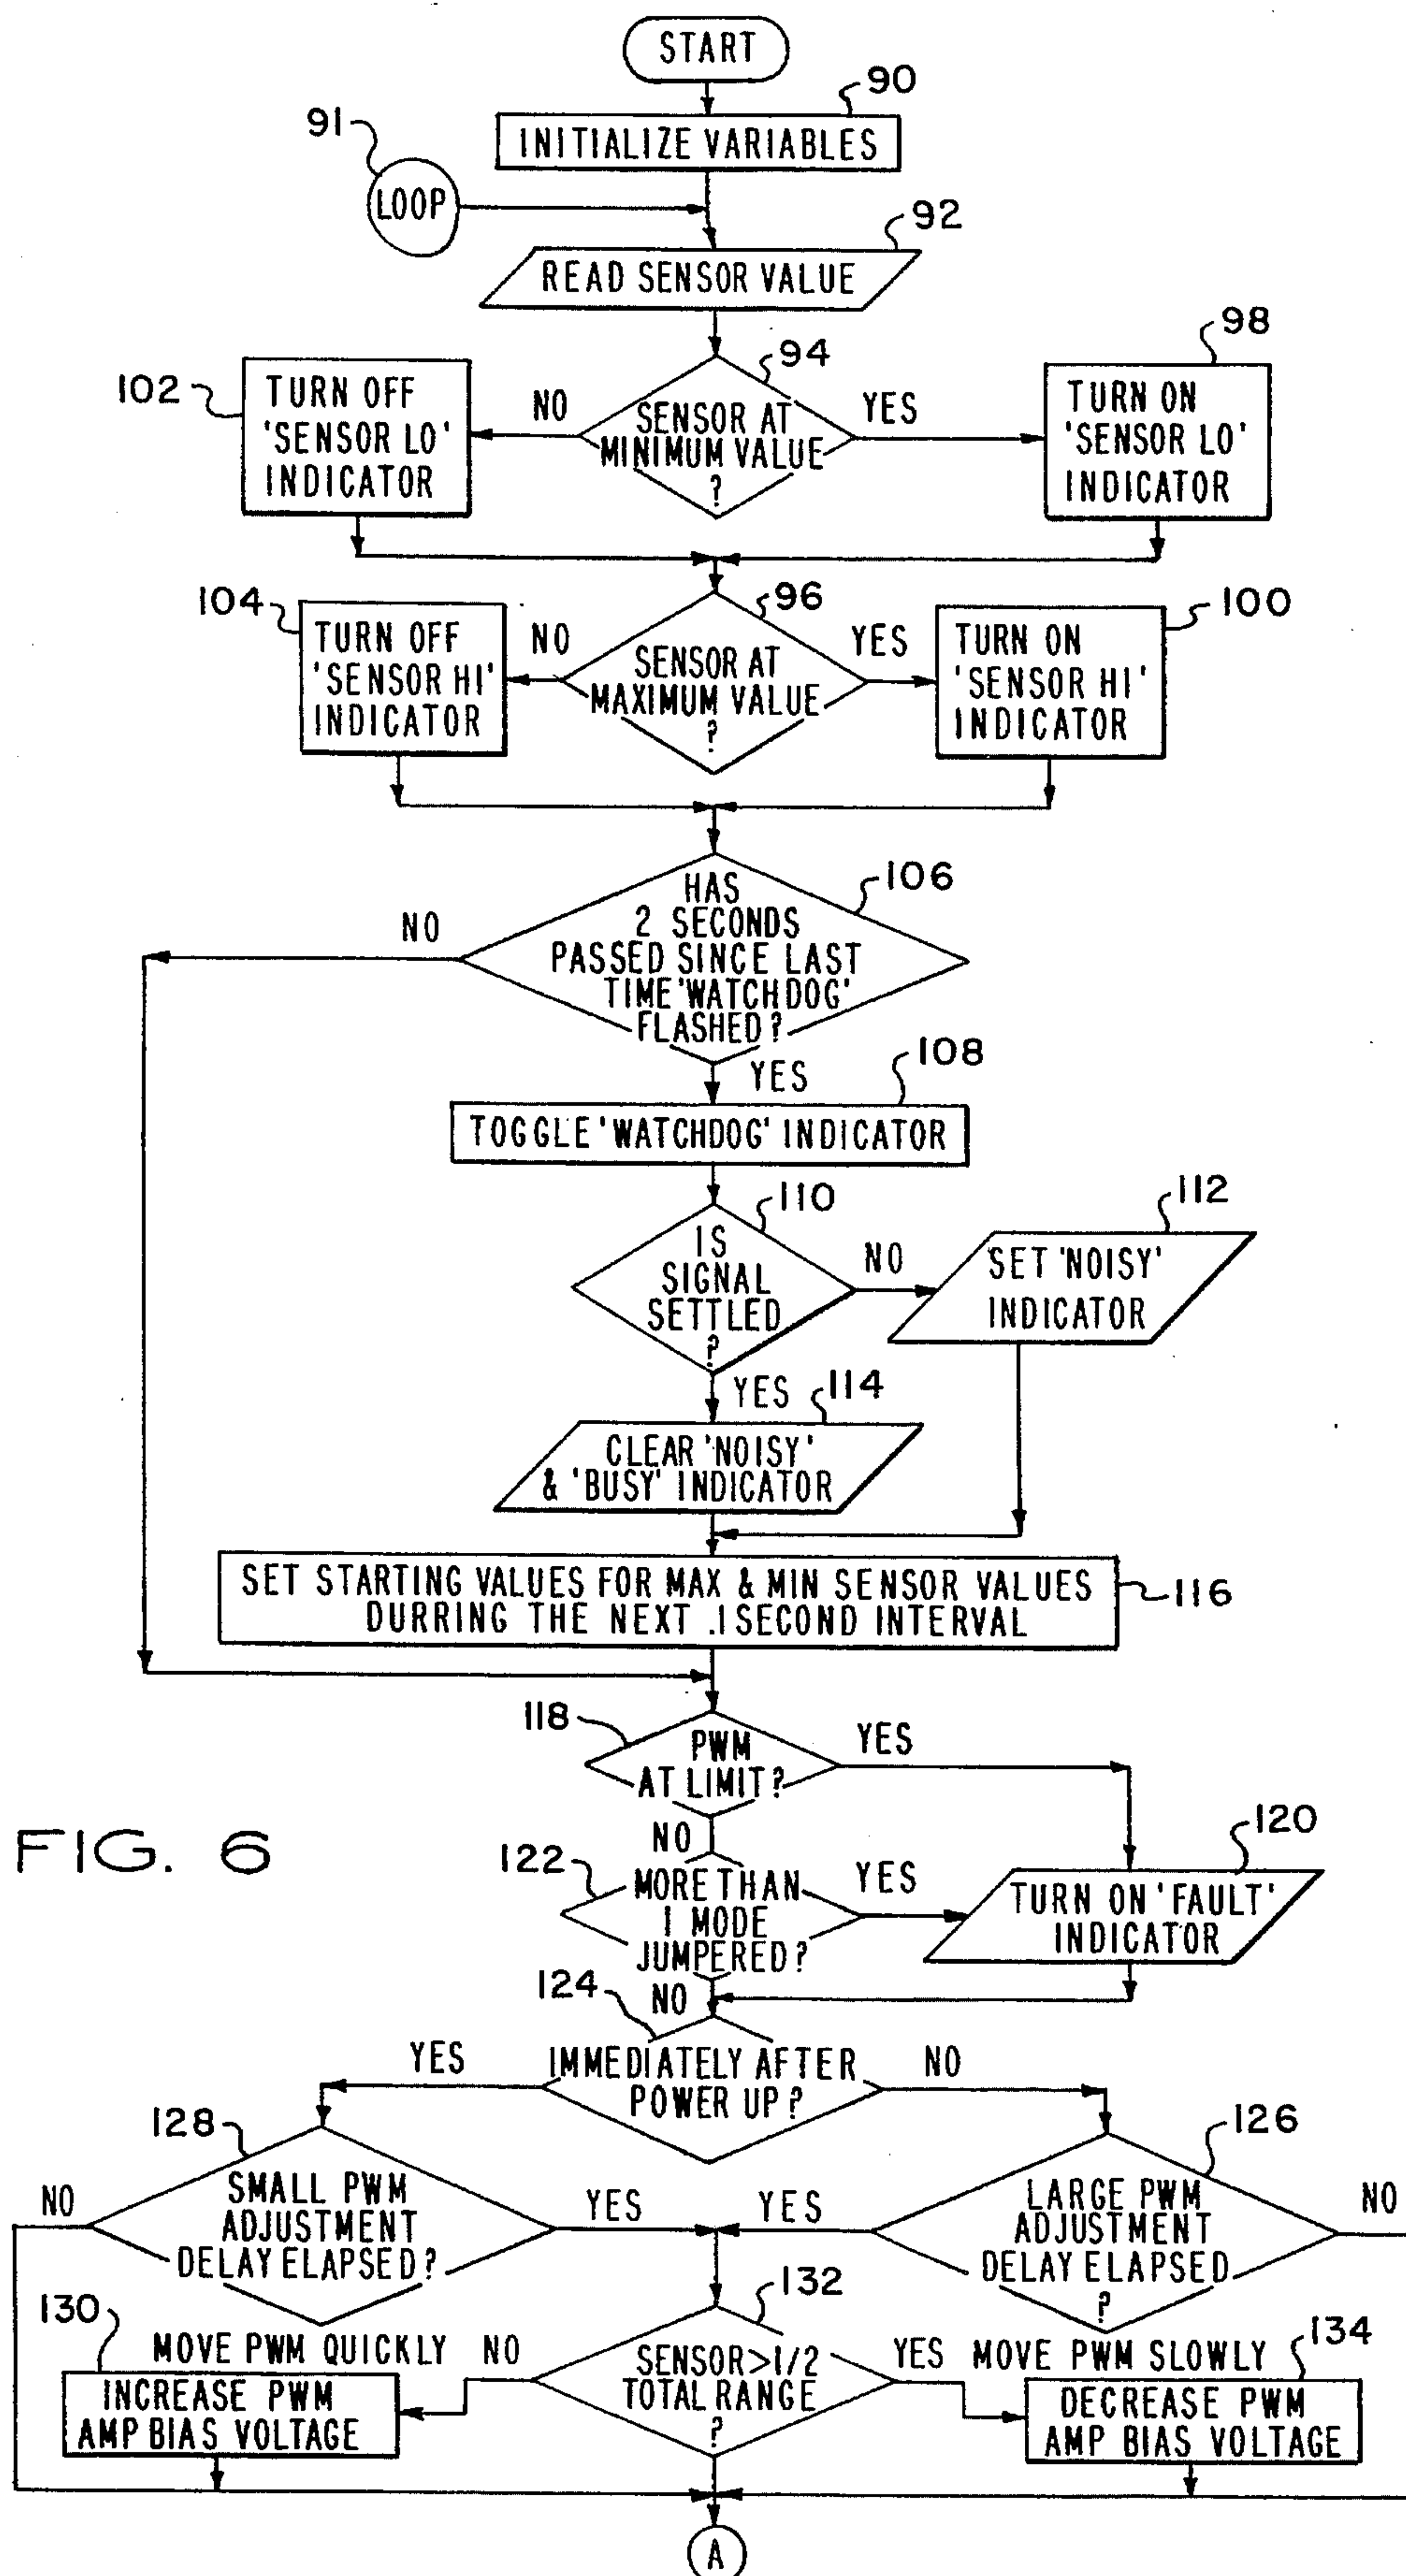 START
90
INITIALIZE VARIABLES
91
LOOP
92
READ SENSOR VALUE
98
94
102
TURN OFF
'SENSOR LO'
INDICATOR
NO
SENSOR AT
MINIMUM VALUE
?
YES
TURN ON
'SENSOR LO'
INDICATOR
104
96
100
TURN OFF
'SENSOR HI'
INDICATOR
NO
SENSOR AT
MAXIMUM VALUE
?
YES
TURN ON
'SENSOR HI'
INDICATOR
106
NO
HAS
2 SECONDS
PASSED SINCE LAST
TIME 'WATCHDOG'
FLASHED?
YES
108
TOGGLE 'WATCHDOG' INDICATOR
110
112
IS
SIGNAL
SETTLED
?
NO
SET 'NOISY'
INDICATOR
YES
114
CLEAR 'NOISY'
& 'BUSY' INDICATOR
SET STARTING VALUES FOR MAX & MIN SENSOR VALUES
DURRING THE NEXT .1 SECOND INTERVAL
116
118
PWM
AT LIMIT?
YES
NO
FIG. 6
120
122
MORE THAN
1 MODE
JUMPERED?
YES
TURN ON 'FAULT'
INDICATOR
124
NO
YES
IMMEDIATELY AFTER
POWER UP?
NO
128
126
NO
SMALL PWM
ADJUSTMENT
DELAY ELAPSED?
YES
YES
LARGE PWM
ADJUSTMENT
DELAY ELAPSED
?
NO
130
132
134
MOVE PWM QUICKLY
NO
SENSOR>1/2
TOTAL RANGE
?
YES
MOVE PWM SLOWLY
INCREASE PWM
AMP BIAS VOLTAGE
DECREASE PWM
AMP BIAS VOLTAGE
A